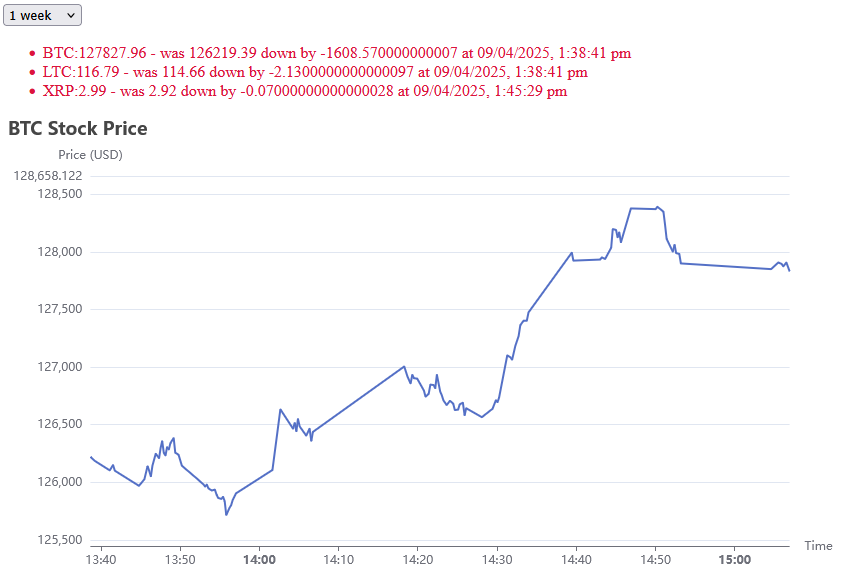 1 week
BTC:127827.96 - was 126219.39 down by -1608.570000000007 at 09/04/2025, 1:38:41 pm
LTC:116.79 - was 114.66 down by -2.1300000000000097 at 09/04/2025, 1:38:41 pm
XRP:2.99 - was 2.92 down by -0.07000000000000028 at 09/04/2025, 1:45:29 pm
BTC Stock Price
Price (USD)
128,658.122
128,500
128,000
127,500
127,000
126,500
126,000
125,500
13:40 13:50 14:00 14:10 14:20 14:30 14:40 14:50 15:00
Time